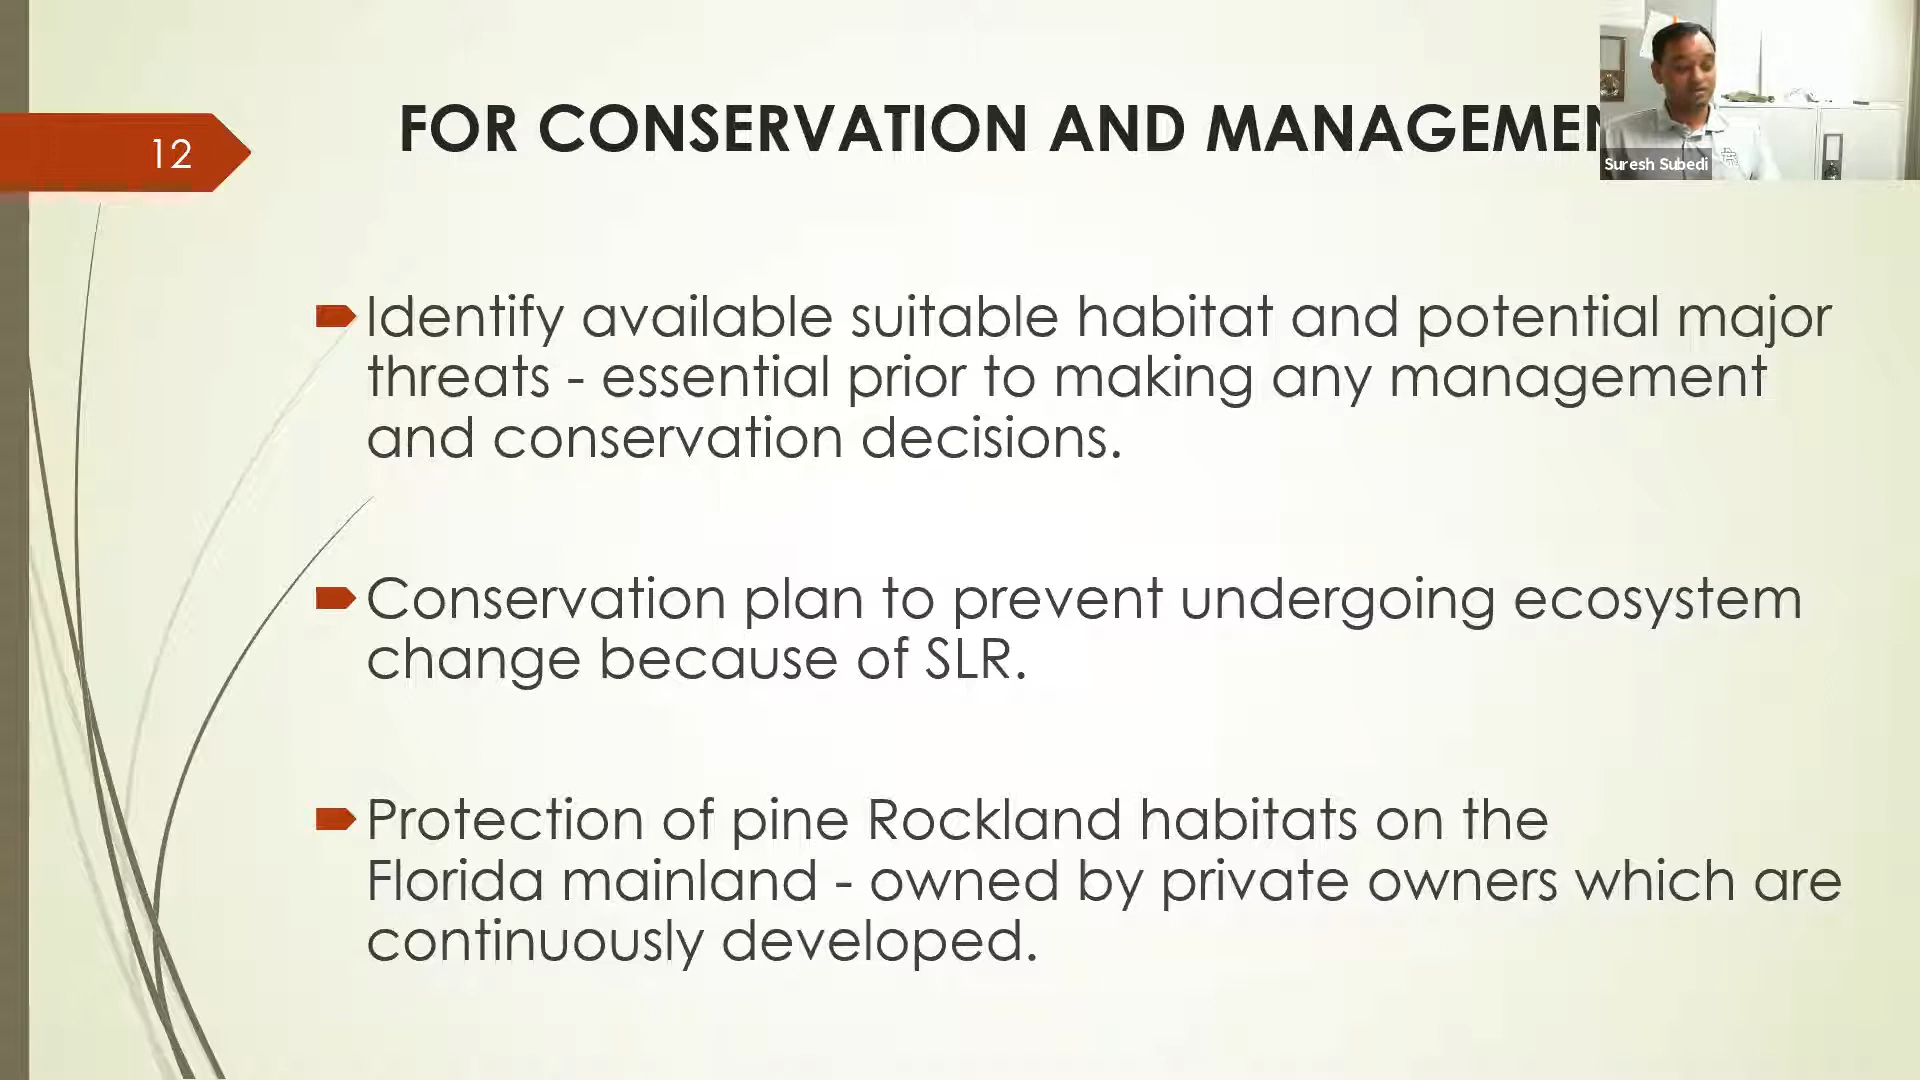 12
FOR CONSERVATION AND
Suresh Subedi
Identify available suitable habitat and potential major
threats - essential prior to making any management
and conservation decisions.
Conservation plan to prevent undergoing ecosystem
change because of SLR.
Protection of pine Rockland habitats on the
Florida mainland - owned by private owners which are
continuously developed.